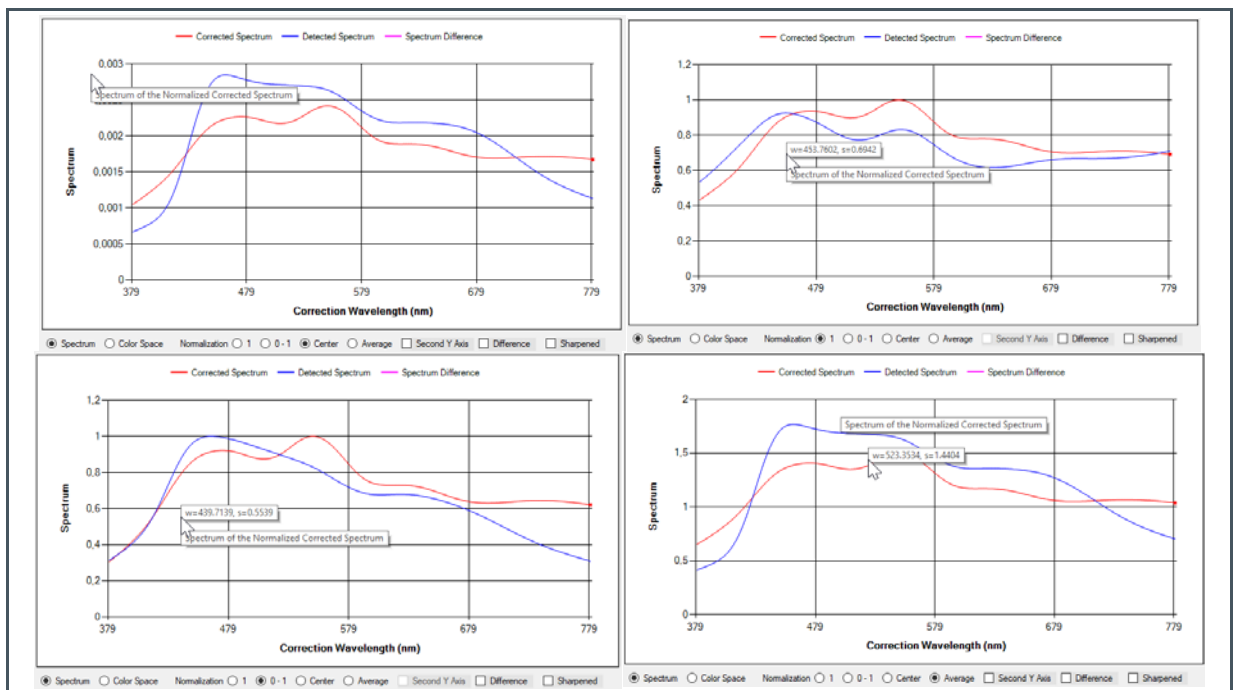 Corrected Spectrum Detected Spectrum Spectrum Difference
0,003
Spectrum of the Normalized Corrected Spectrum
0,002
0,0015
0,001
0,0005
0
Spectrum
379 479 579 679 779
Correction Wavelength (nm)
Spectrum Color Space Normalization 1 0 - 1 Center Average Second Y Axis Difference Sharpened
Corrected Spectrum Detected Spectrum Spectrum Difference
1,2
1
0,8
w=453.7602, s=0.6942
Spectrum of the Normalized Corrected Spectrum
0,6
0,4
0,2
0
Spectrum
379 479 579 679 779
Correction Wavelength (nm)
Spectrum Color Space Normalization 1 0 - 1 Center Average Second Y Axis Difference Sharpened
Corrected Spectrum Detected Spectrum Spectrum Difference
1,2
1
0,8
0,6
w=439.7139, s=0.5539
Spectrum of the Normalized Corrected Spectrum
0,4
0,2
0
Spectrum
379 479 579 679 779
Correction Wavelength (nm)
Spectrum Color Space Normalization 1 0 - 1 Center Average Second Y Axis Difference Sharpened
Corrected Spectrum Detected Spectrum Spectrum Difference
2
Spectrum of the Normalized Corrected Spectrum
1,5
w=523.3534, s=1.4404
1
0,5
0
Spectrum
379 479 579 679 779
Correction Wavelength (nm)
Spectrum Color Space Normalization 1 0 - 1 Center Average Second Y Axis Difference Sharpened